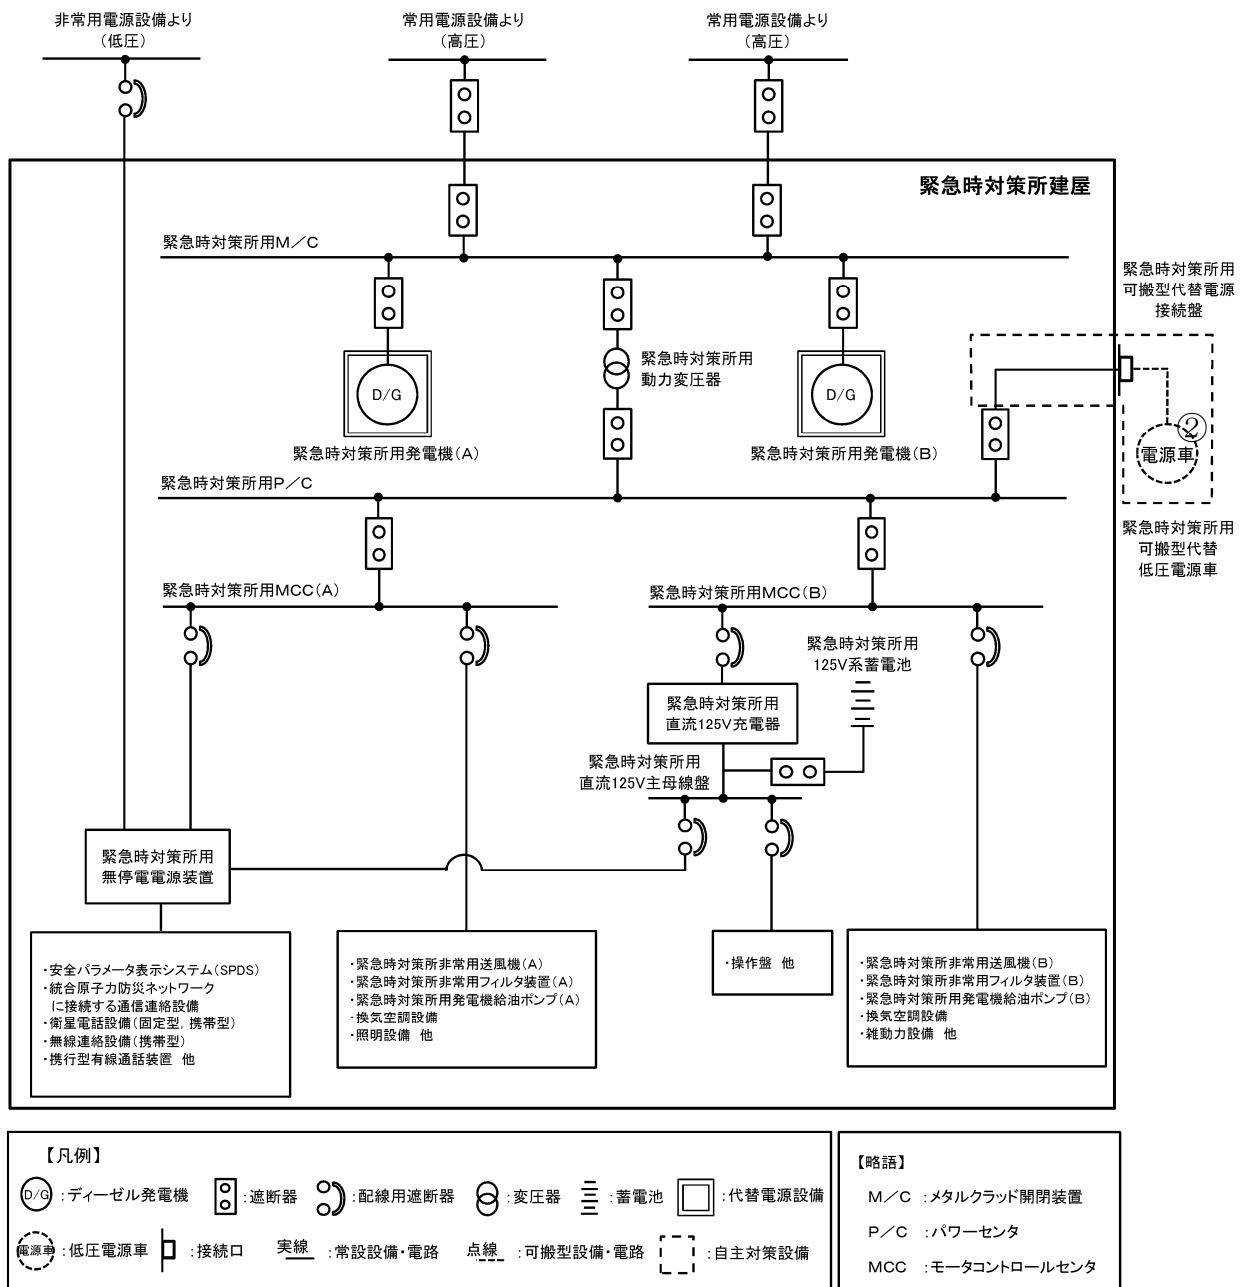 非常用電源設備より
(低圧)
常用電源設備より
(高圧)
常用電源設備より
(高圧)
緊急時対策所建屋
緊急時対策所用M/C
緊急時対策所用
可搬型代替電源
接続盤
緊急時対策所用
動力変圧器
D/G
D/G
②
電源車
緊急時対策所用発電機(A)
緊急時対策所用発電機(B)
緊急時対策所用P/C
緊急時対策所用
可搬型代替
低圧電源車
緊急時対策所用MCC(A)
緊急時対策所用MCC(B)
緊急時対策所用
125V系蓄電池
緊急時対策所用
直流125V充電器
緊急時対策所用
直流125V主母線盤
緊急時対策所用
無停電電源装置
・安全パラメータ表示システム(SPDS)
・統合原子力防災ネットワーク
に接続する通信連絡設備
・衛星電話設備(固定型,携帯型)
・無線連絡設備(携帯型)
・携行型有線通話装置 他
・緊急時対策所非常用送風機(A)
・緊急時対策所非常用フィルタ装置(A)
・緊急時対策所用発電機給油ポンプ(A)
・換気空調設備
・照明設備 他
・操作盤 他
・緊急時対策所非常用送風機(B)
・緊急時対策所非常用フィルタ装置(B)
・緊急時対策所用発電機給油ポンプ(B)
・換気空調設備
・雑動力設備 他
【凡例】
D/G :ディーゼル発電機 :遮断器 :配線用遮断器 :変圧器 :蓄電池 :代替電源設備
電源車 :低圧電源車 :接続口 実線 :常設設備・電路 点線 :可搬型設備・電路 :自主対策設備
【略語】
M/C :メタルクラッド開閉装置
P/C :パワーセンタ
MCC :モータコントロールセンタ